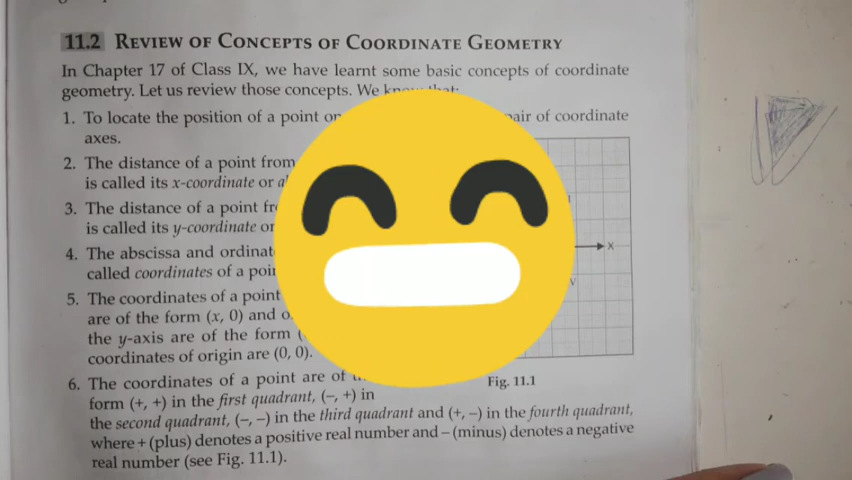 11.2 REVIEW OF CONCEPTS OF COORDINATE GEOMETRY
In Chapter 17 of Class IX, we have learnt some basic concepts of coordinate
geometry. Let us review those concepts. We know that:
1. To locate the position of a point on pair of coordinate
axes.
2. The distance of a point from
is called its x-coordinate or
3. The distance of a point
is called its y-coordinate or
4. The abscissa and
called coordinates of a
X
5. The coordinates of a point
are of the form (x, 0) and
the y-axis are of the form
coordinates of origin are (0, 0).
Fig. 11.1
6. The coordinates of a point are of
form (+, +) in the first quadrant, (–, +) in
the second quadrant, (–, –) in the third quadrant and (+, –) in the fourth quadrant,
where + (plus) denotes a positive real number and – (minus) denotes a negative
real number (see Fig. 11.1).